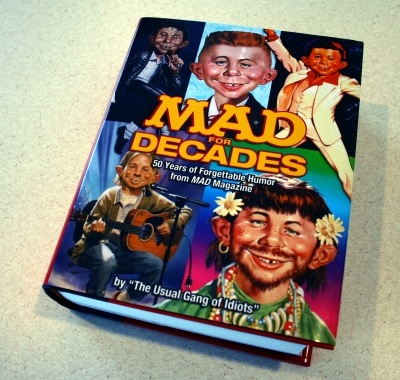 MAD
FOR
DECADES
50 Years of Forgettable Humor
from MAD Magazine
by "The Usual Gang of Idiots"